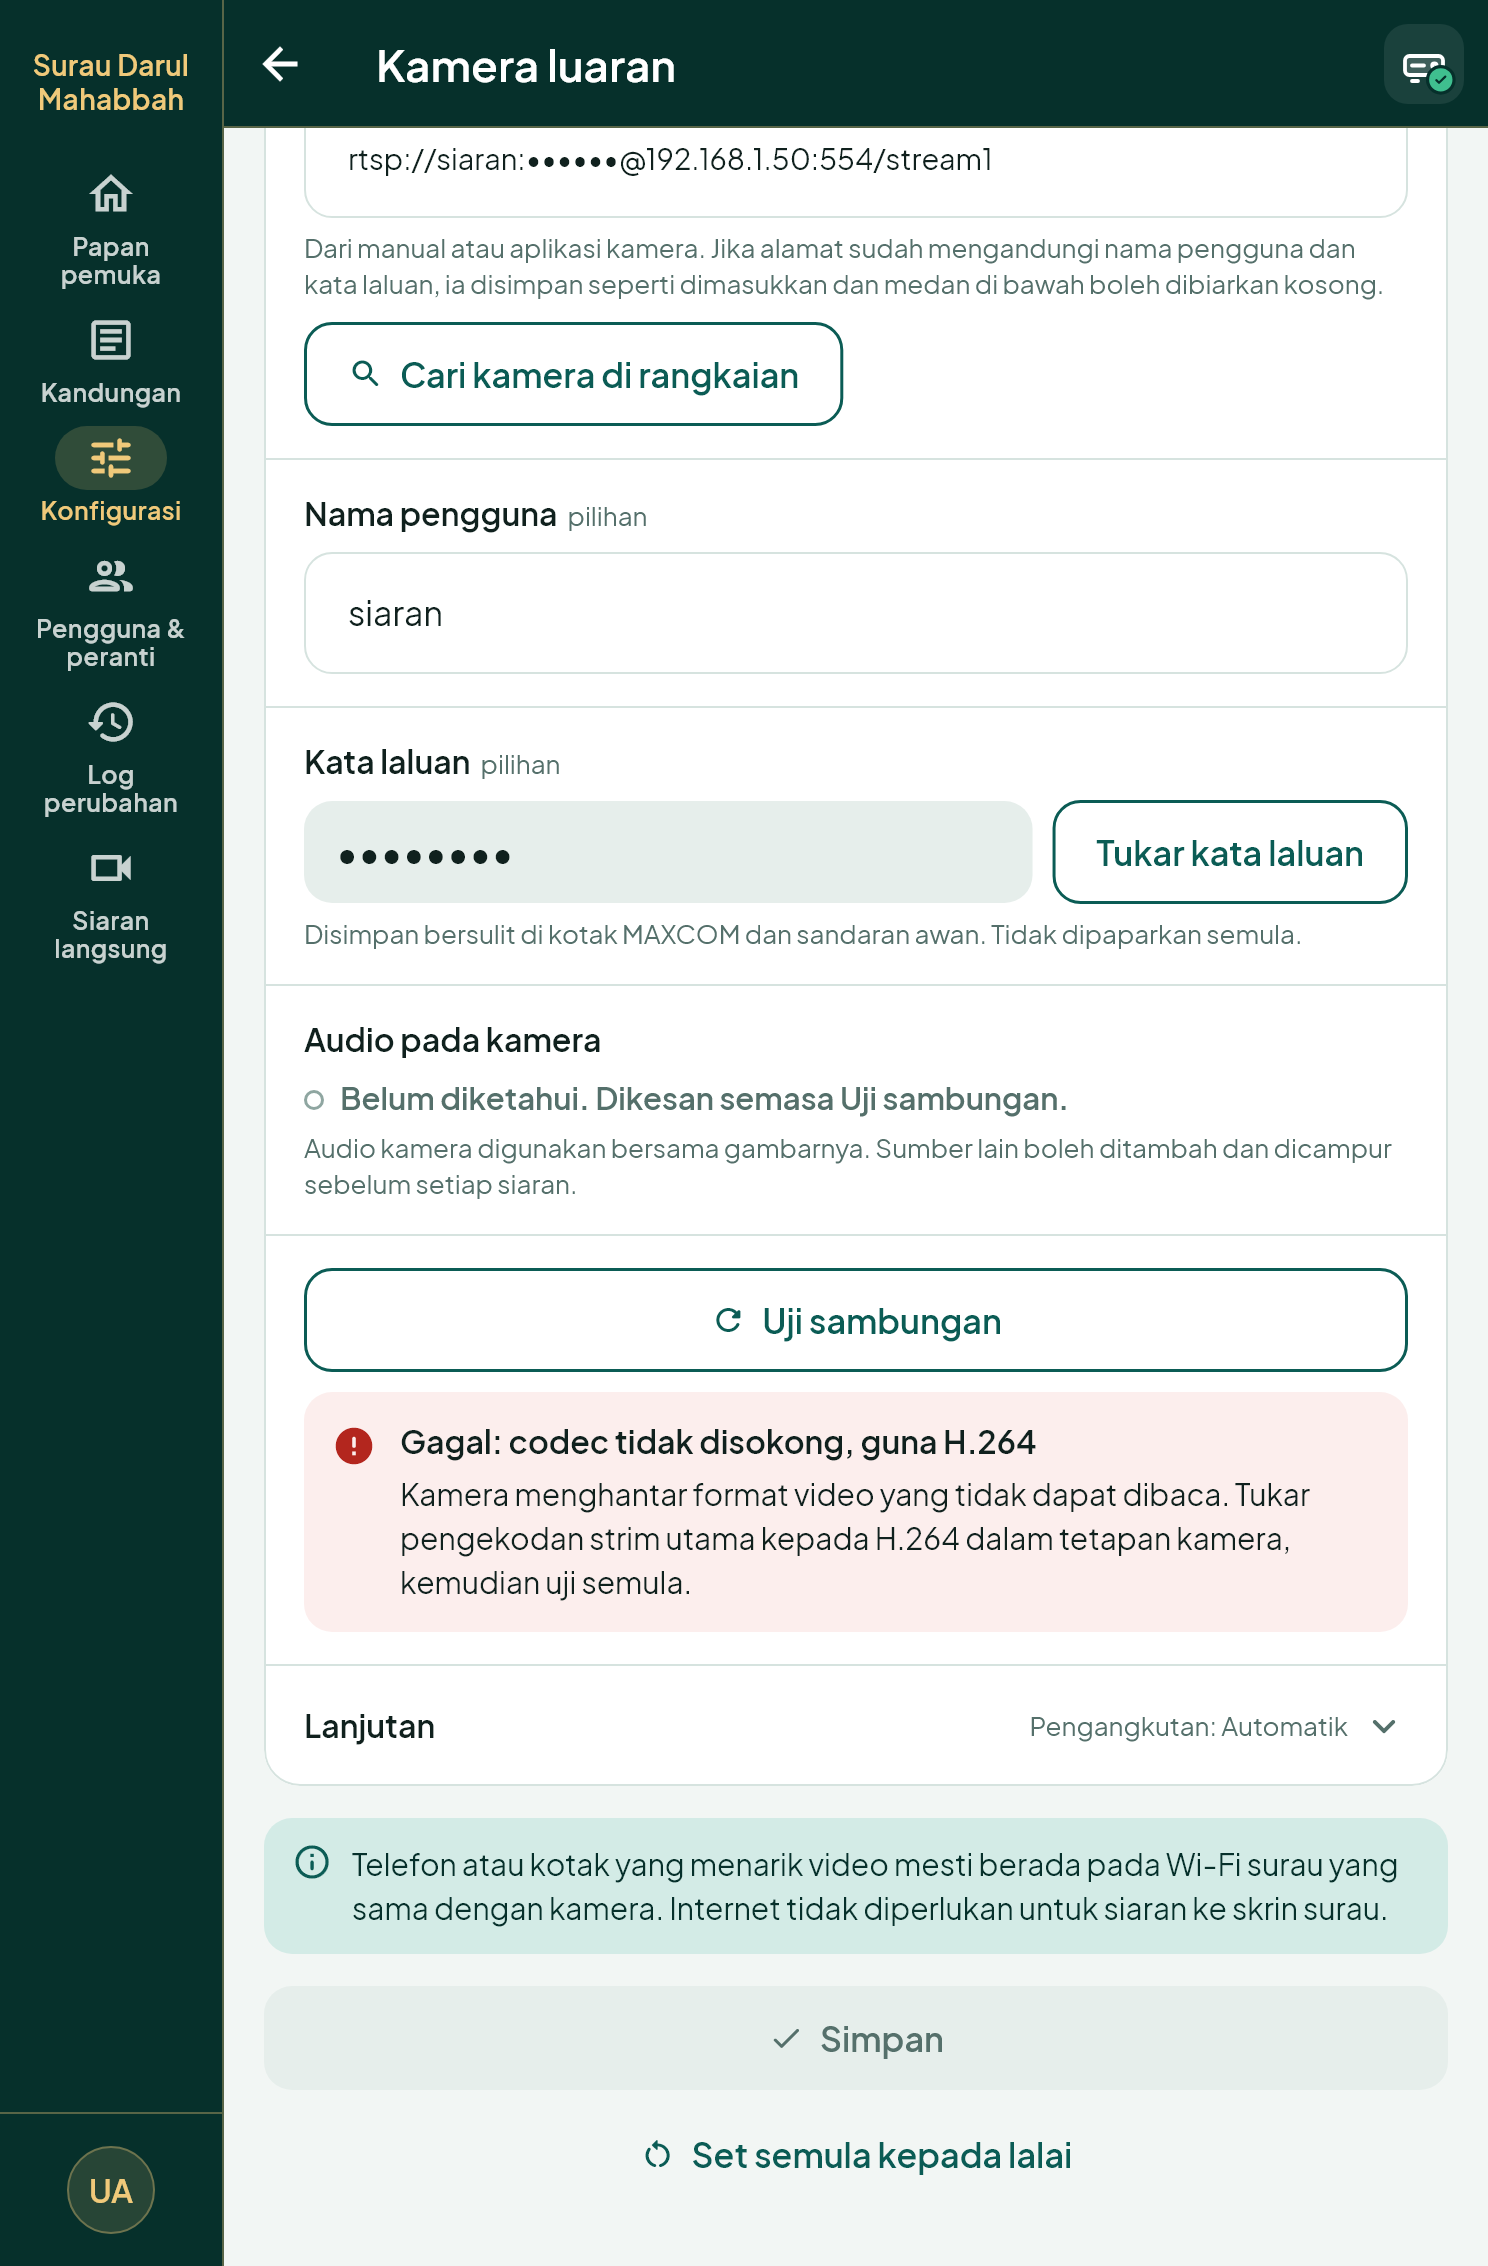 Surau Darul
Mahabbah
Papan
pemuka
Kandungan
Konfigurasi
Pengguna &
peranti
Log
perubahan
Siaran
langsung
UA
Kamera luaran
rtsp://siaran:••••••@192.168.1.50:554/stream1
Dari manual atau aplikasi kamera. Jika alamat sudah mengandungi nama pengguna dan
kata laluan, ia disimpan seperti dimasukkan dan medan di bawah boleh dibiarkan kosong.
Cari kamera di rangkaian
Nama pengguna pilihan
siaran
Kata laluan pilihan
••••••••
Tukar kata laluan
Disimpan bersulit di kotak MAXCOM dan sandaran awan. Tidak dipaparkan semula.
Audio pada kamera
Belum diketahui. Dikesan semasa Uji sambungan.
Audio kamera digunakan bersama gambarnya. Sumber lain boleh ditambah dan dicampur
sebelum setiap siaran.
Uji sambungan
Gagal: codec tidak disokong, guna H.264
Kamera menghantar format video yang tidak dapat dibaca. Tukar
pengekodan strim utama kepada H.264 dalam tetapan kamera,
kemudian uji semula.
Lanjutan
Pengangkutan: Automatik
Telefon atau kotak yang menarik video mesti berada pada Wi-Fi surau yang
sama dengan kamera. Internet tidak diperlukan untuk siaran ke skrin surau.
Simpan
Set semula kepada lalai